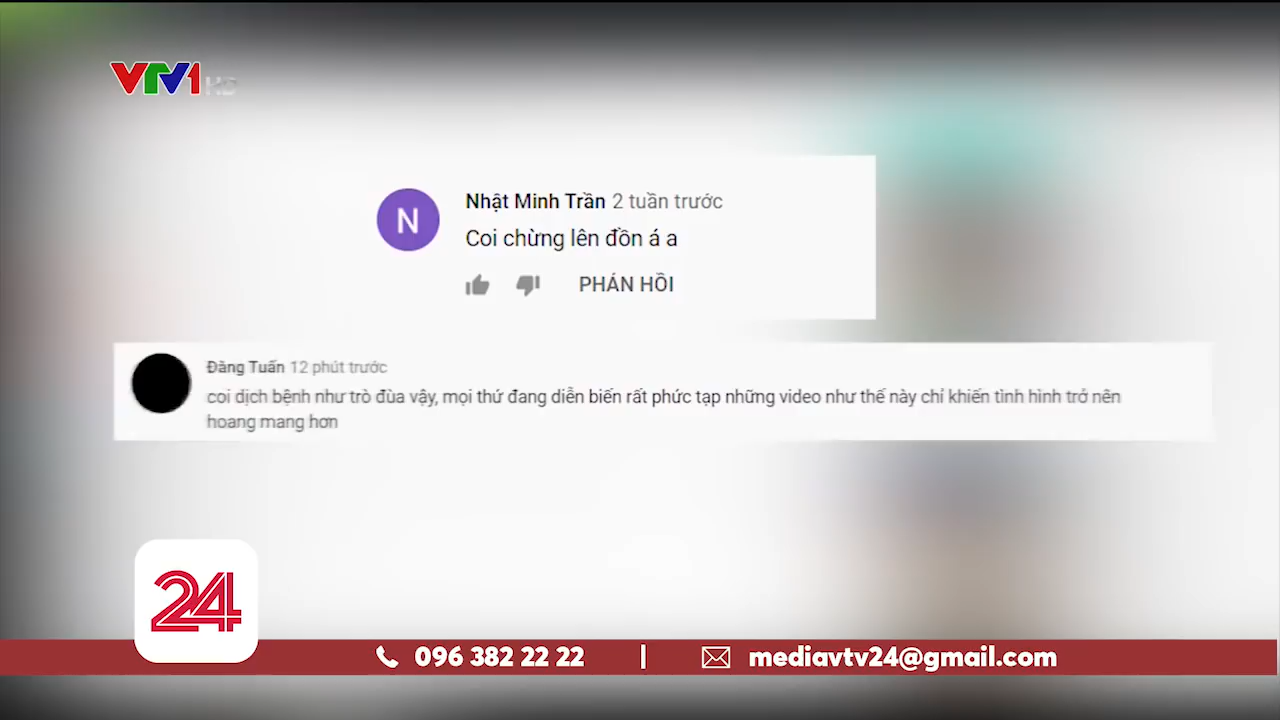 VTV1 HD
Nhật Minh Trần 2 tuần trước
N
Coi chừng lên đồn á a
PHẢN HỒI
Đăng Tuấn 12 phút trước
coi dịch bệnh như trò đùa vậy, mọi thứ đang diễn biến rất phức tạp những video như thế này chỉ khiến tình hình trở nên
hoang mang hơn
24
096 382 22 22 | mediavtv24@gmail.com